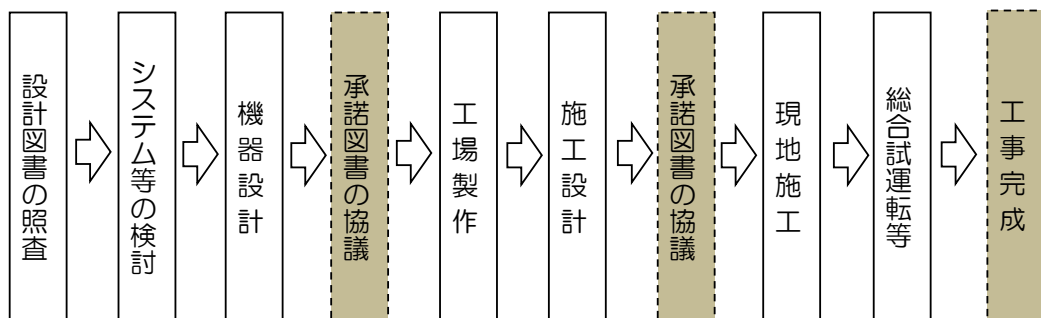 設計図書の照査
システム等の検討
機器設計
承諾図書の協議
工場製作
施工設計
承諾図書の協議
現地施工
総合試運転等
工事完成